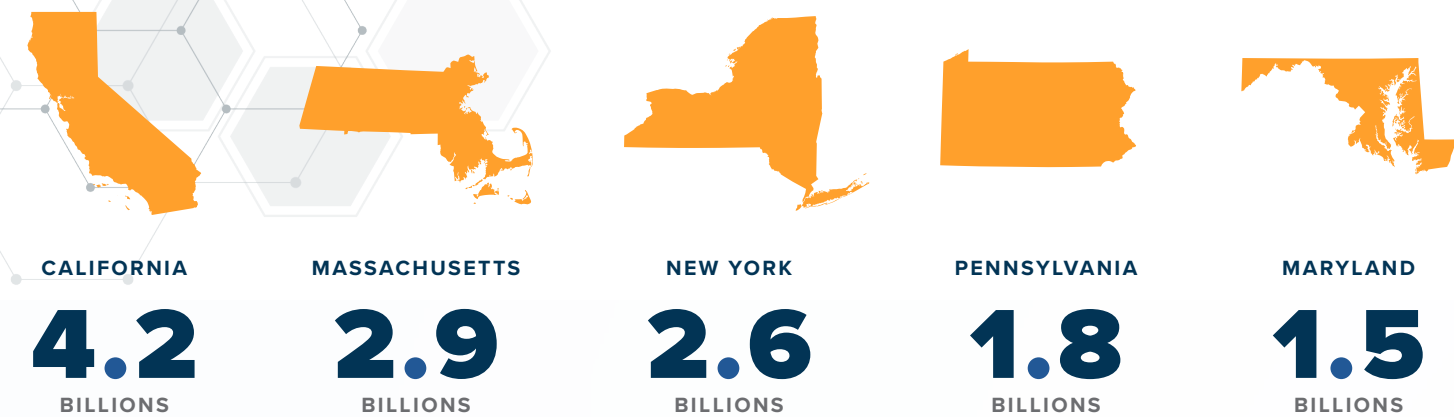 CALIFORNIA
MASSACHUSETTS
NEW YORK
PENNSYLVANIA
MARYLAND
4.2
2.9
2.6
1.8
1.5
BILLIONS
BILLIONS
BILLIONS
BILLIONS
BILLIONS